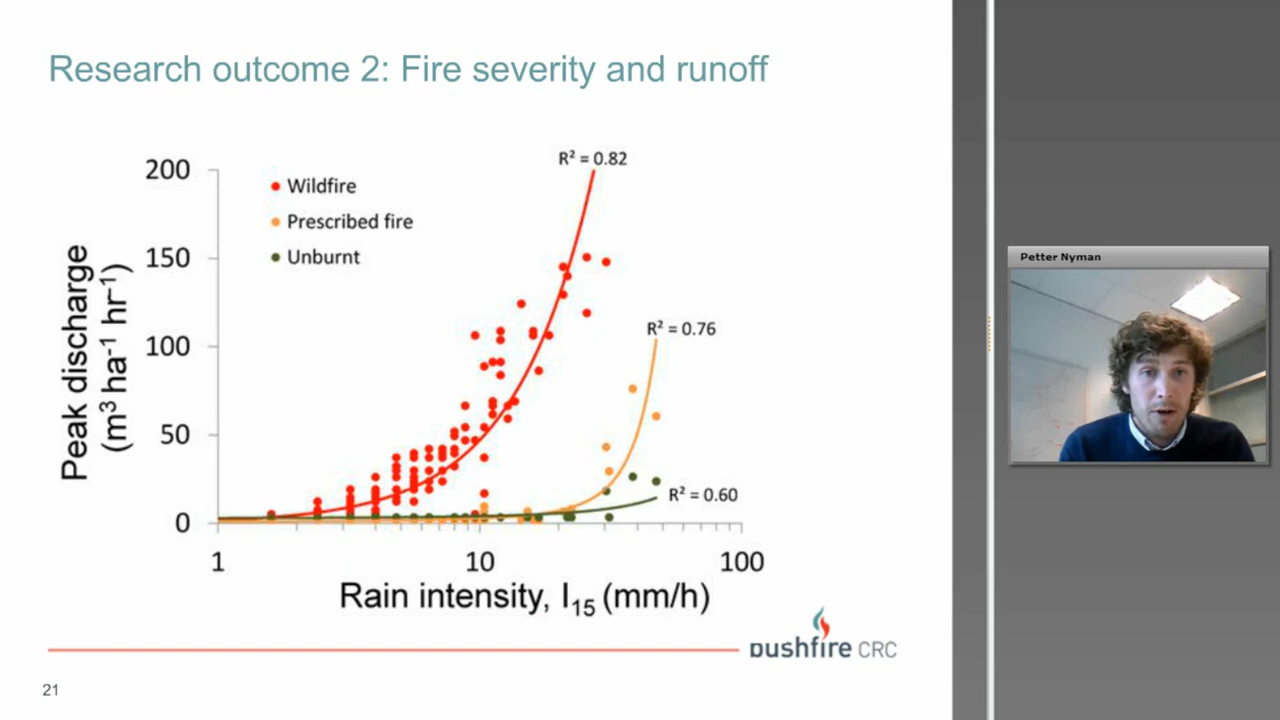 Research outcome 2: Fire severity and runoff
R² = 0.82
200
Wildfire
Prescribed fire
150
Unburnt
Peak discharge
(m³ ha⁻¹ hr⁻¹)
R² = 0.76
100
50
R² = 0.60
0
1
10
100
Rain intensity, I₁₅ (mm/h)
bushfire CRC
21
Petter Nyman